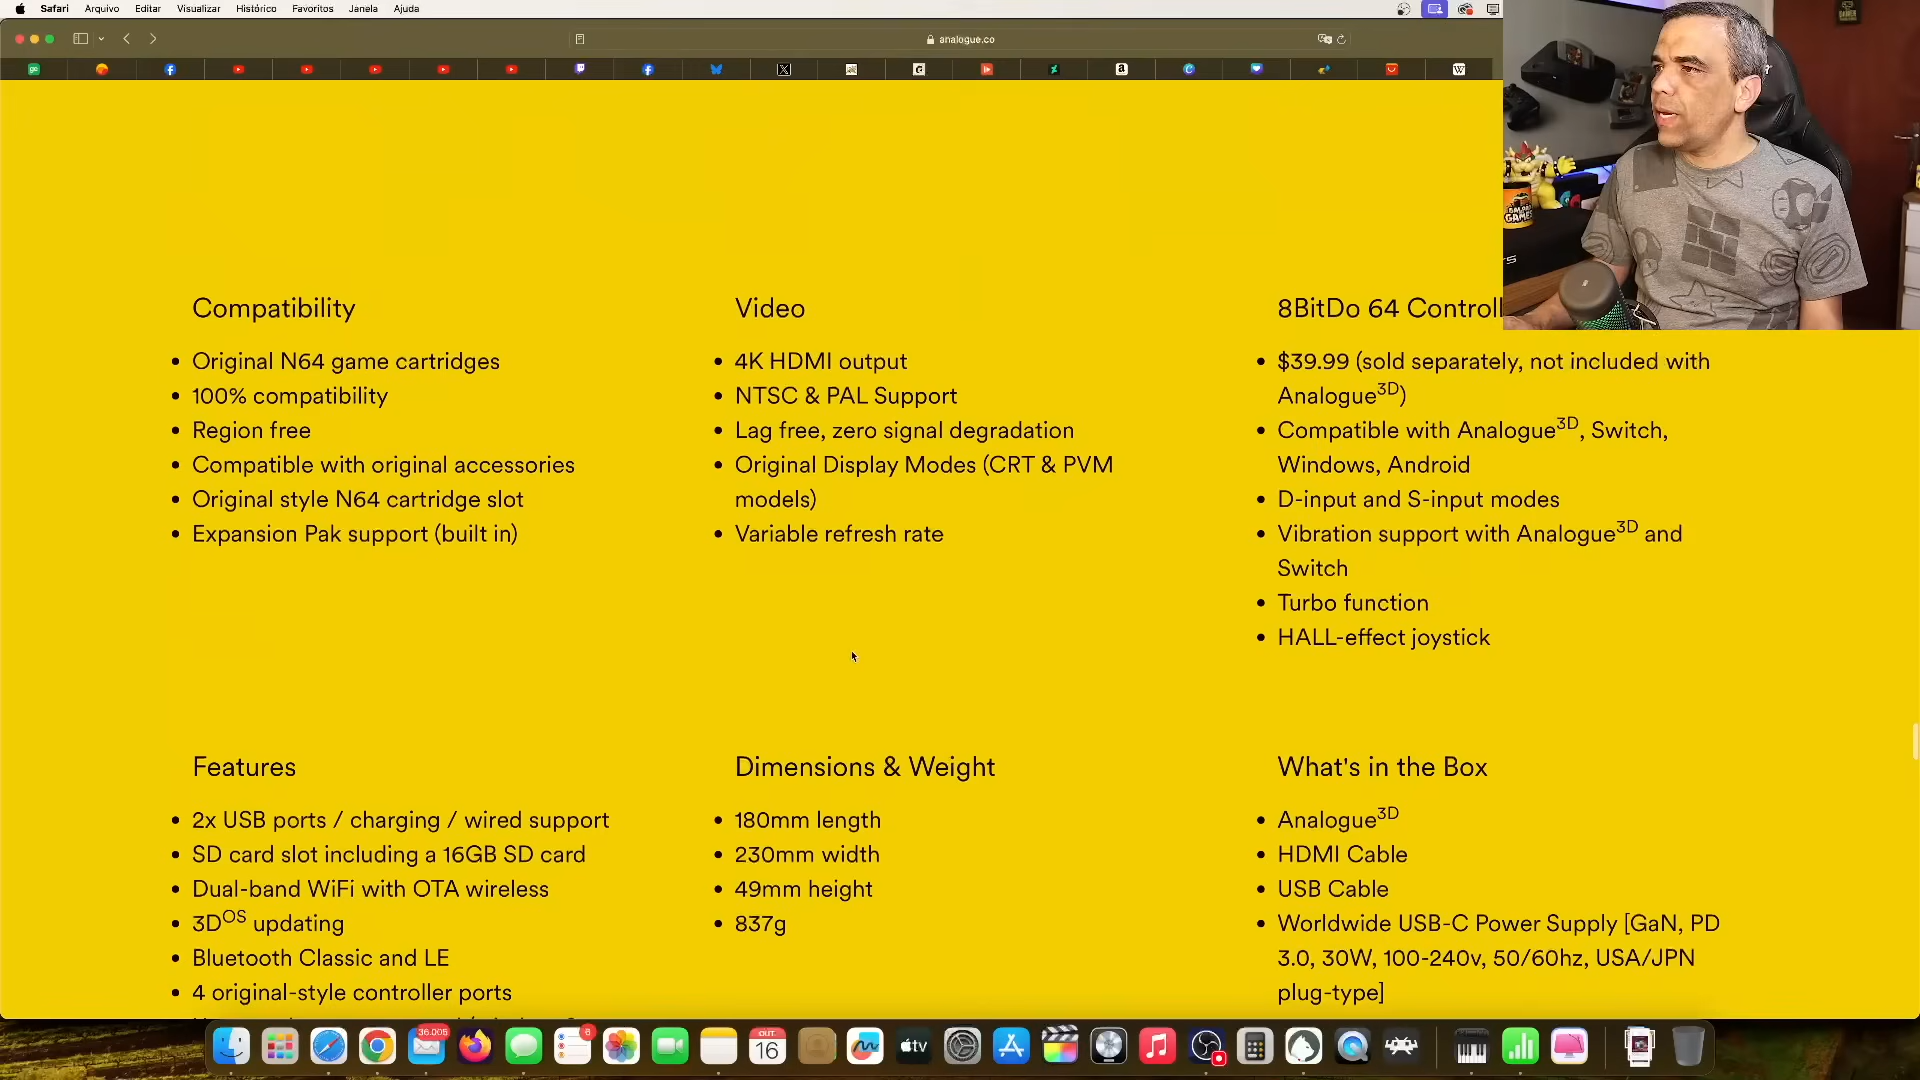 Safari Arquivo Editar Visualizar Histórico Favoritos Janela Ajuda
analogue.co
Compatibility
• Original N64 game cartridges
• 100% compatibility
• Region free
• Compatible with original accessories
• Original style N64 cartridge slot
• Expansion Pak support (built in)
Video
• 4K HDMI output
• NTSC & PAL Support
• Lag free, zero signal degradation
• Original Display Modes (CRT & PVM
models)
• Variable refresh rate
8BitDo 64 Controll
• $39.99 (sold separately, not included with
Analogue3D)
• Compatible with Analogue3D, Switch,
Windows, Android
• D-input and S-input modes
• Vibration support with Analogue3D and
Switch
• Turbo function
• HALL-effect joystick
Features
• 2x USB ports / charging / wired support
• SD card slot including a 16GB SD card
• Dual-band WiFi with OTA wireless
• 3DOS updating
• Bluetooth Classic and LE
• 4 original-style controller ports
Dimensions & Weight
• 180mm length
• 230mm width
• 49mm height
• 837g
What's in the Box
• Analogue3D
• HDMI Cable
• USB Cable
• Worldwide USB-C Power Supply [GaN, PD
3.0, 30W, 100-240v, 50/60hz, USA/JPN
plug-type]
36.005
6
OUT.
16
tv